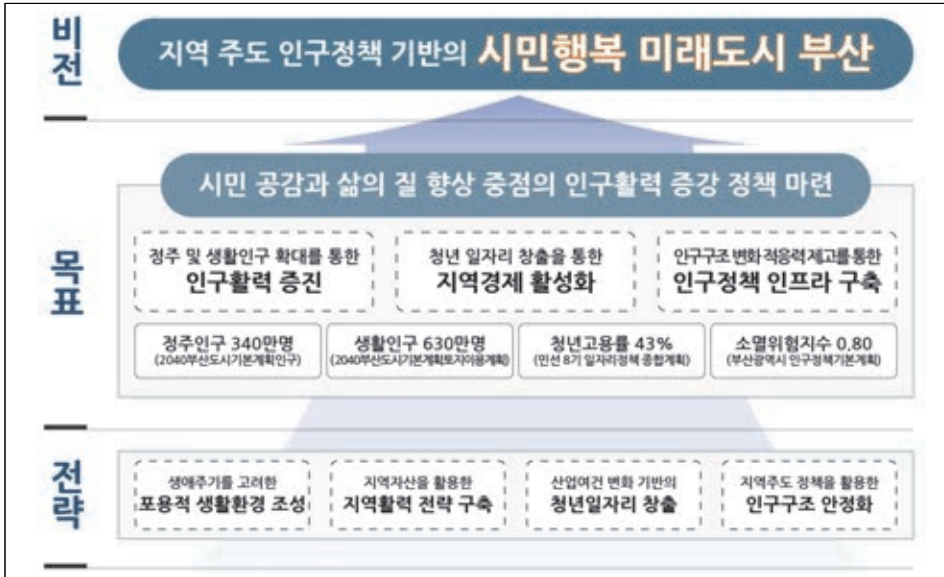 비전
지역 주도 인구정책 기반의 시민행복 미래도시 부산
시민 공감과 삶의 질 향상 중점의 인구활력 증강 정책 마련
목표
정주 및 생활인구 확대를 통한
인구활력 증진
청년 일자리 창출을 통한
지역경제 활성화
인구구조 변화 적응력 제고를 통한
인구정책 인프라 구축
정주인구 340만명
(2040부산도시기본계획인구)
생활인구 630만명
(2040부산도시기본계획토지이용계획)
청년고용률 43%
(민선 8기 일자리정책 종합계획)
소멸위험지수 0.80
(부산광역시 인구정책기본계획)
전략
생애주기를 고려한
포용적 생활환경 조성
지역자산을 활용한
지역활력 전략 구축
산업여건 변화 기반의
청년일자리 창출
지역주도 정책을 활용한
인구구조 안정화